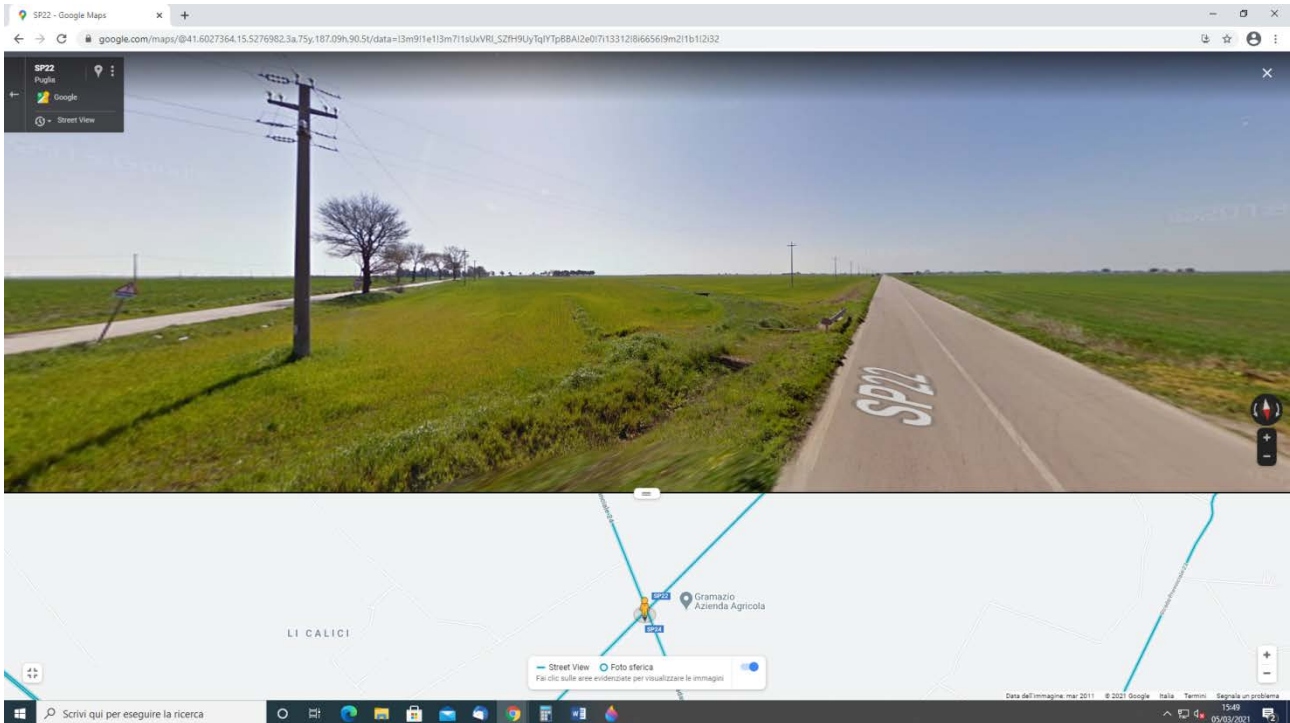 SP22 - Google Maps
google.com/maps/@41.6027364,15.5276982,3a,75y,187.09h,90.5t/data=!3m9!1e1!3m7!1sUxVRI_SZfH9UyTqIYTpBBA!2e0!7i13312!8i6656!9m2!1b1!2i32
SP22
Puglia
Google
Street View
SP22
SP22
Gramazio
Azienda Agricola
SP24
LI CALICI
Street View
Foto sferica
Fai clic sulle aree evidenziate per visualizzare le immagini
Data dell'immagine: mar 2011 © 2021 Google Italia Termini Segnala un problema
Scrivi qui per eseguire la ricerca
15:49
05/03/2021
2